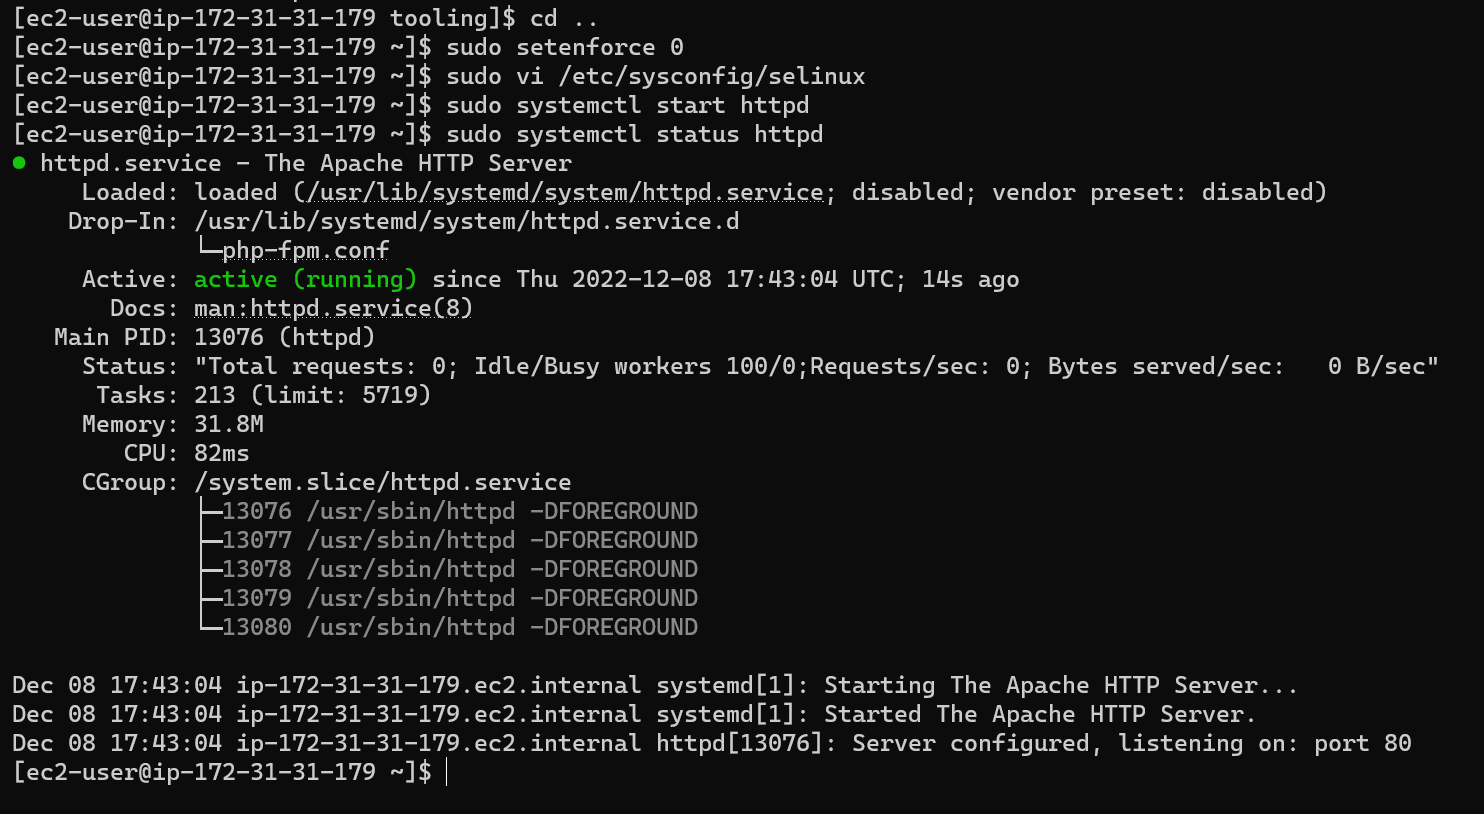 [ec2-user@ip-172-31-31-179 tooling]$ cd ..
[ec2-user@ip-172-31-31-179 ~]$ sudo setenforce 0
[ec2-user@ip-172-31-31-179 ~]$ sudo vi /etc/sysconfig/selinux
[ec2-user@ip-172-31-31-179 ~]$ sudo systemctl start httpd
[ec2-user@ip-172-31-31-179 ~]$ sudo systemctl status httpd
● httpd.service - The Apache HTTP Server
     Loaded: loaded (/usr/lib/systemd/system/httpd.service; disabled; vendor preset: disabled)
    Drop-In: /usr/lib/systemd/system/httpd.service.d
             └─php-fpm.conf
     Active: active (running) since Thu 2022-12-08 17:43:04 UTC; 14s ago
       Docs: man:httpd.service(8)
   Main PID: 13076 (httpd)
     Status: "Total requests: 0; Idle/Busy workers 100/0;Requests/sec: 0; Bytes served/sec:   0 B/sec"
      Tasks: 213 (limit: 5719)
     Memory: 31.8M
        CPU: 82ms
     CGroup: /system.slice/httpd.service
             ├─13076 /usr/sbin/httpd -DFOREGROUND
             ├─13077 /usr/sbin/httpd -DFOREGROUND
             ├─13078 /usr/sbin/httpd -DFOREGROUND
             ├─13079 /usr/sbin/httpd -DFOREGROUND
             └─13080 /usr/sbin/httpd -DFOREGROUND
Dec 08 17:43:04 ip-172-31-31-179.ec2.internal systemd[1]: Starting The Apache HTTP Server...
Dec 08 17:43:04 ip-172-31-31-179.ec2.internal systemd[1]: Started The Apache HTTP Server.
Dec 08 17:43:04 ip-172-31-31-179.ec2.internal httpd[13076]: Server configured, listening on: port 80
[ec2-user@ip-172-31-31-179 ~]$